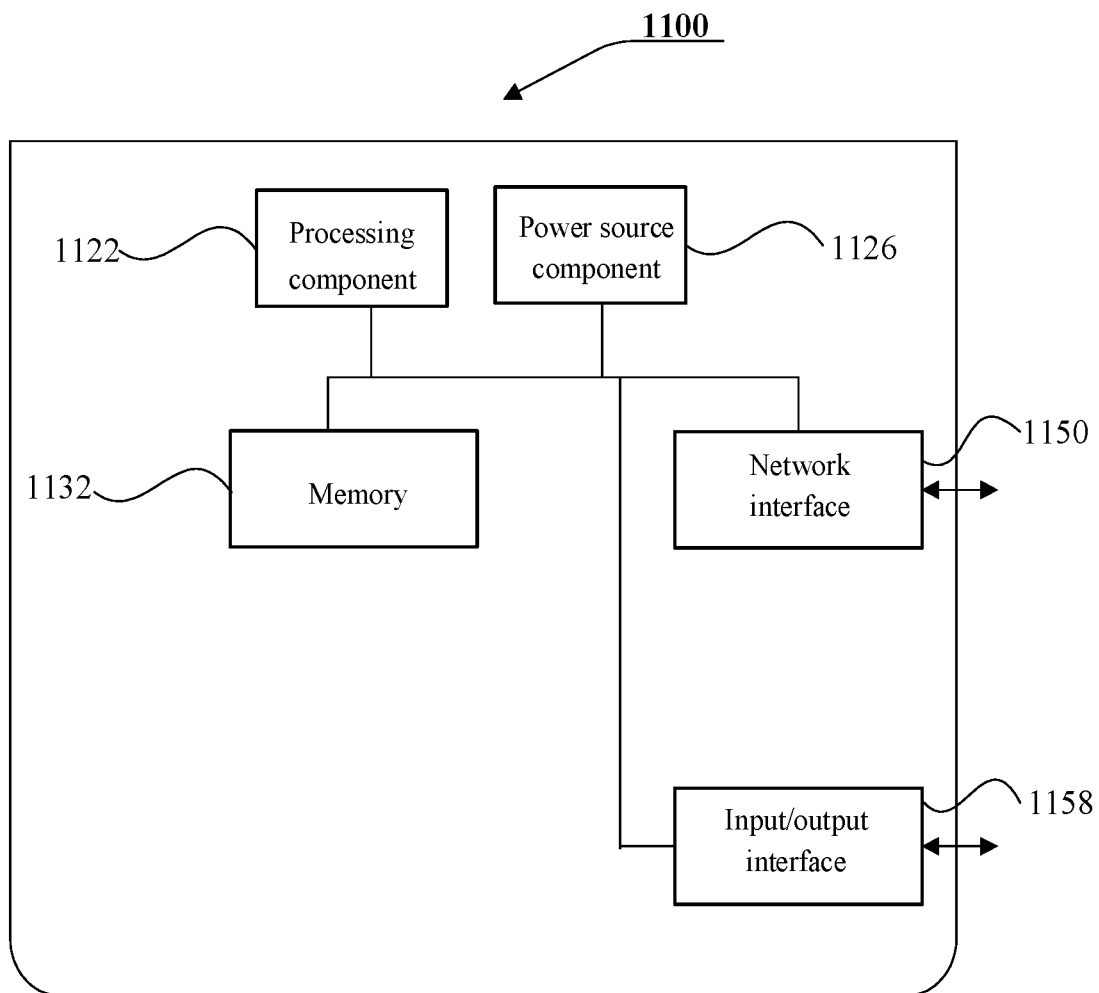 1100
Processing
component
Power source
component
1122
1126
Memory
1132
Network
interface
1150
Input/output
interface
1158